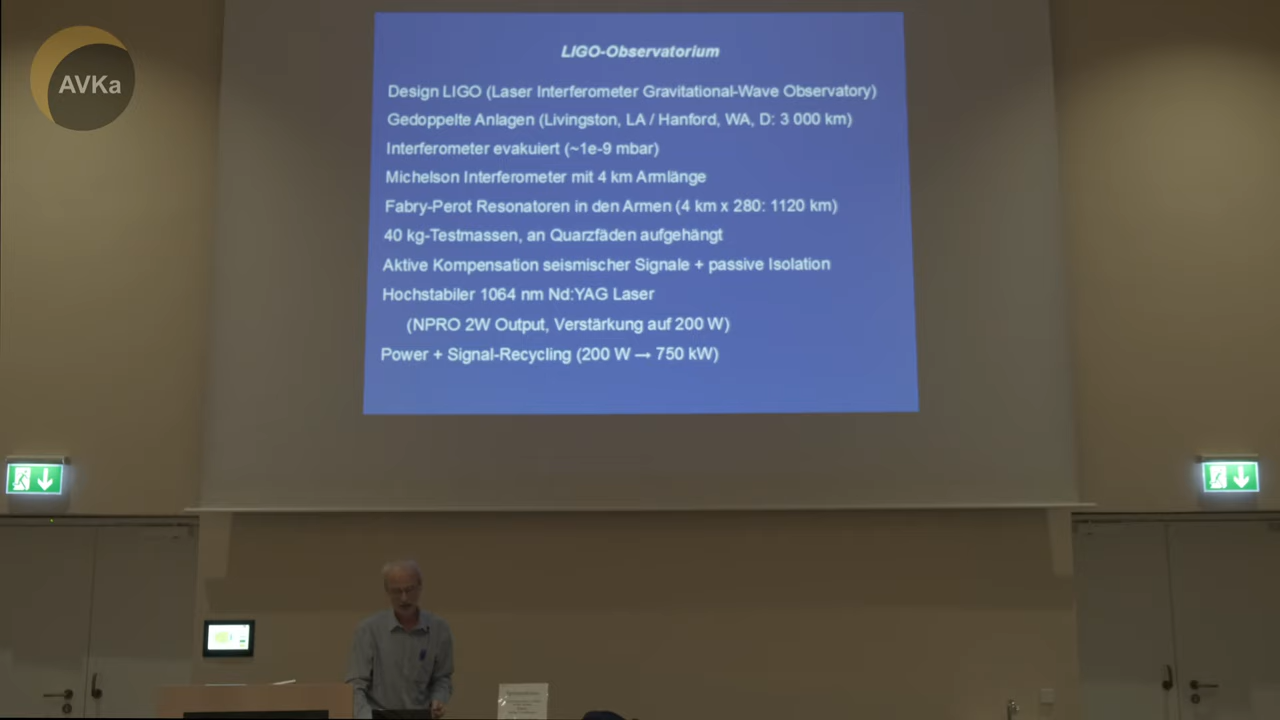 AVKa
LIGO-Observatorium
Design LIGO (Laser Interferometer Gravitational-Wave Observatory)
Gedoppelte Anlagen (Livingston, LA / Hanford, WA, D: 3 000 km)
Interferometer evakuiert (~1e-9 mbar)
Michelson Interferometer mit 4 km Armlänge
Fabry-Perot Resonatoren in den Armen (4 km x 280: 1120 km)
40 kg-Testmassen, an Quarzfäden aufgehängt
Aktive Kompensation seismischer Signale + passive Isolation
Hochstabiler 1064 nm Nd:YAG Laser
(NPRO 2W Output, Verstärkung auf 200 W)
Power + Signal-Recycling (200 W → 750 kW)